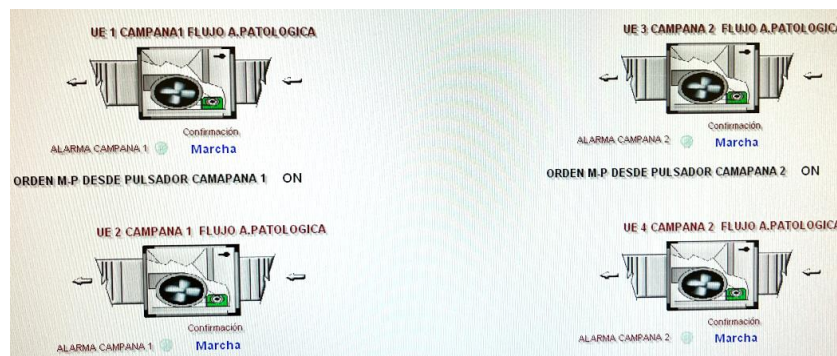 UE 1 CAMPANA1 FLUJO A.PATOLOGICA
Confirmación
ALARMA CAMPANA 1
Marcha
ORDEN M-P DESDE PULSADOR CAMAPANA 1 ON
UE 2 CAMPANA 1 FLUJO A.PATOLOGICA
Confirmación
ALARMA CAMPANA 1
Marcha
UE 3 CAMPANA 2 FLUJO A.PATOLOGICA
Confirmación
ALARMA CAMPANA 2
Marcha
ORDEN M-P DESDE PULSADOR CAMAPANA 2 ON
UE 4 CAMPANA 2 FLUJO A.PATOLOGICA
Confirmación
ALARMA CAMPANA 2
Marcha